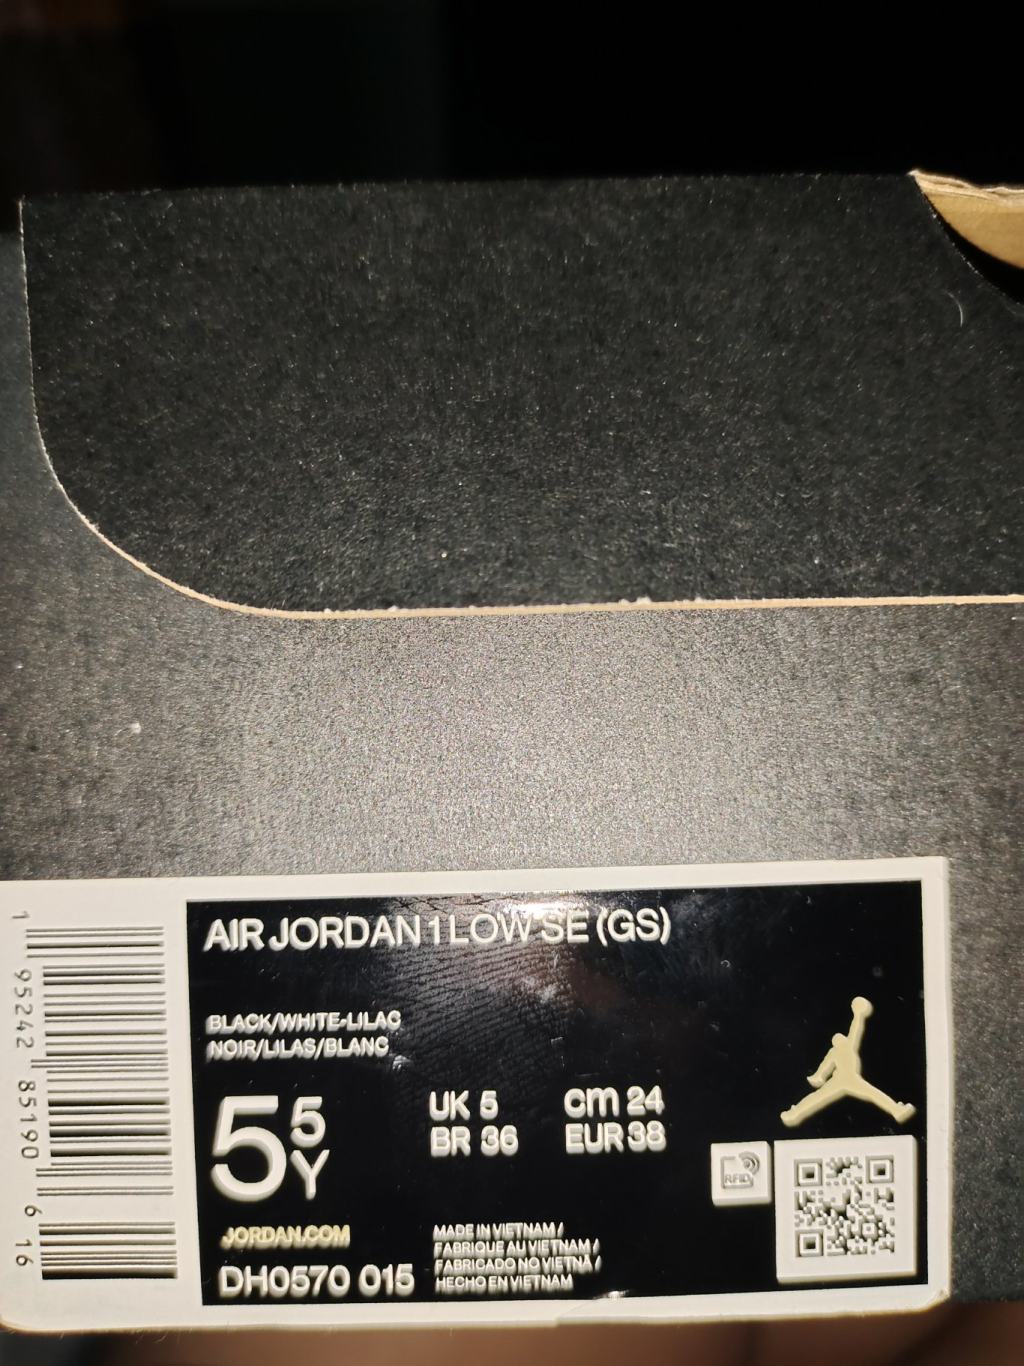 AIR JORDAN 1 LOW SE (GS)
BLACK/WHITE-LILAC
NOIR/LILAS/BLANC
5 5 Y
UK 5
BR 36
cm 24
EUR 38
RFID
JORDAN.COM
DH0570 015
MADE IN VIETNAM /
FABRIQUÉ AU VIETNAM /
FABRICADO NO VIETNÃ /
HECHO EN VIETNAM
1 95242 85190 6 16